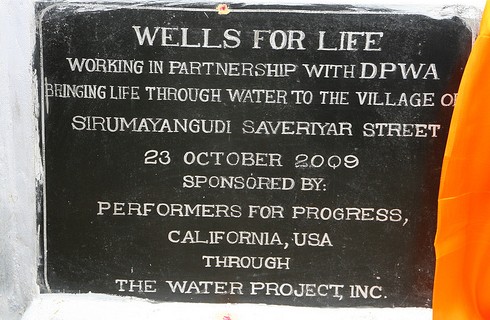 WELLS FOR LIFE
WORKING IN PARTNERSHIP WITH DPWA
BRINGING LIFE THROUGH WATER TO THE VILLAGE OF
SIRUMAYANGUDI SAVERIYAR STREET
23 OCTOBER 2009
SPONSORED BY:
PERFORMERS FOR PROGRESS,
CALIFORNIA, USA
THROUGH
THE WATER PROJECT, INC.